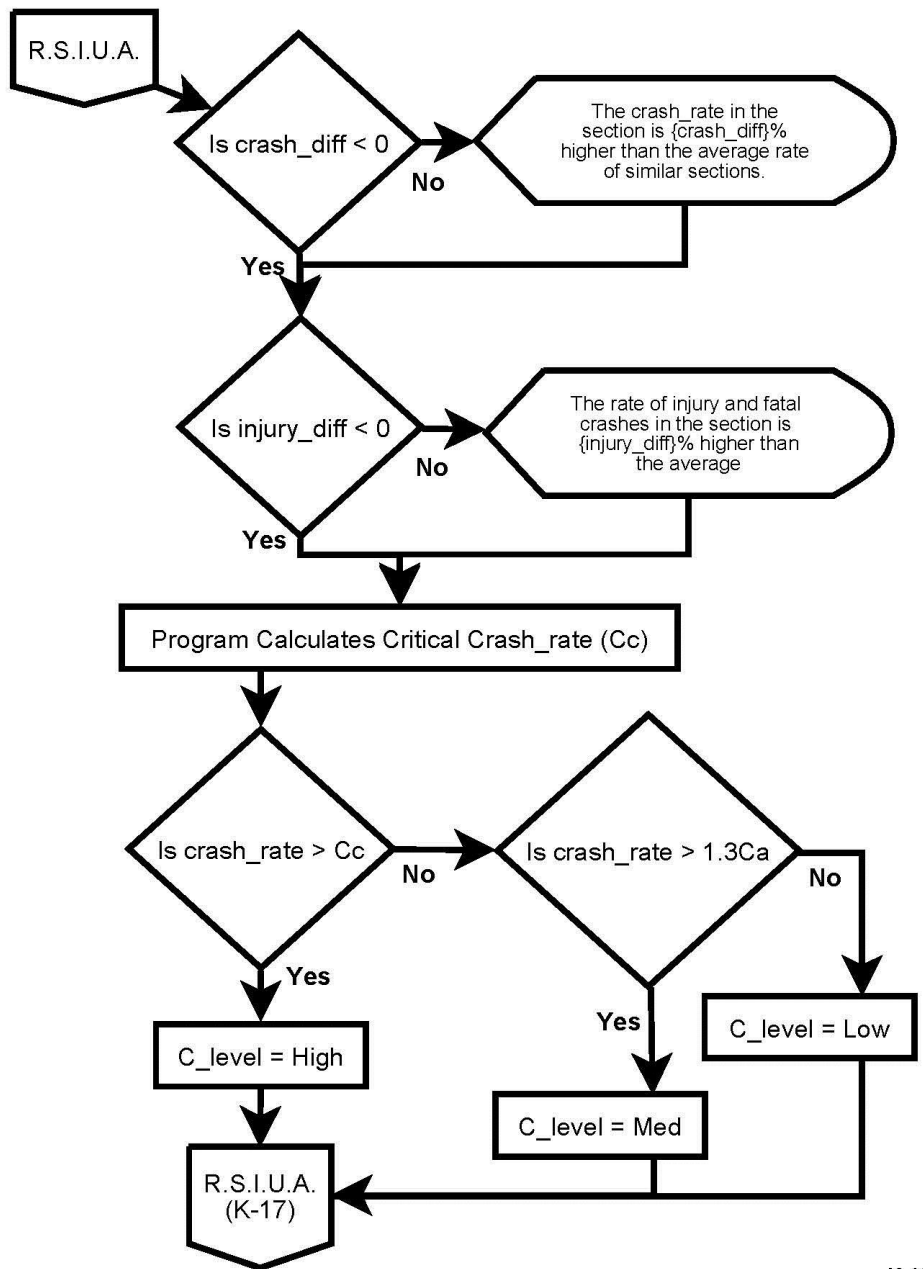 R.S.I.U.A.
Is crash_diff < 0
No
The crash_rate in the
section is {crash_diff}%
higher than the average rate
of similar sections.
Yes
Is injury_diff < 0
No
The rate of injury and fatal
crashes in the section is
{injury_diff}% higher than
the average
Yes
Program Calculates Critical Crash_rate (Cc)
Is crash_rate > Cc
No
Is crash_rate > 1.3Ca
No
Yes
Yes
C_level = High
C_level = Low
C_level = Med
R.S.I.U.A.
(K-17)